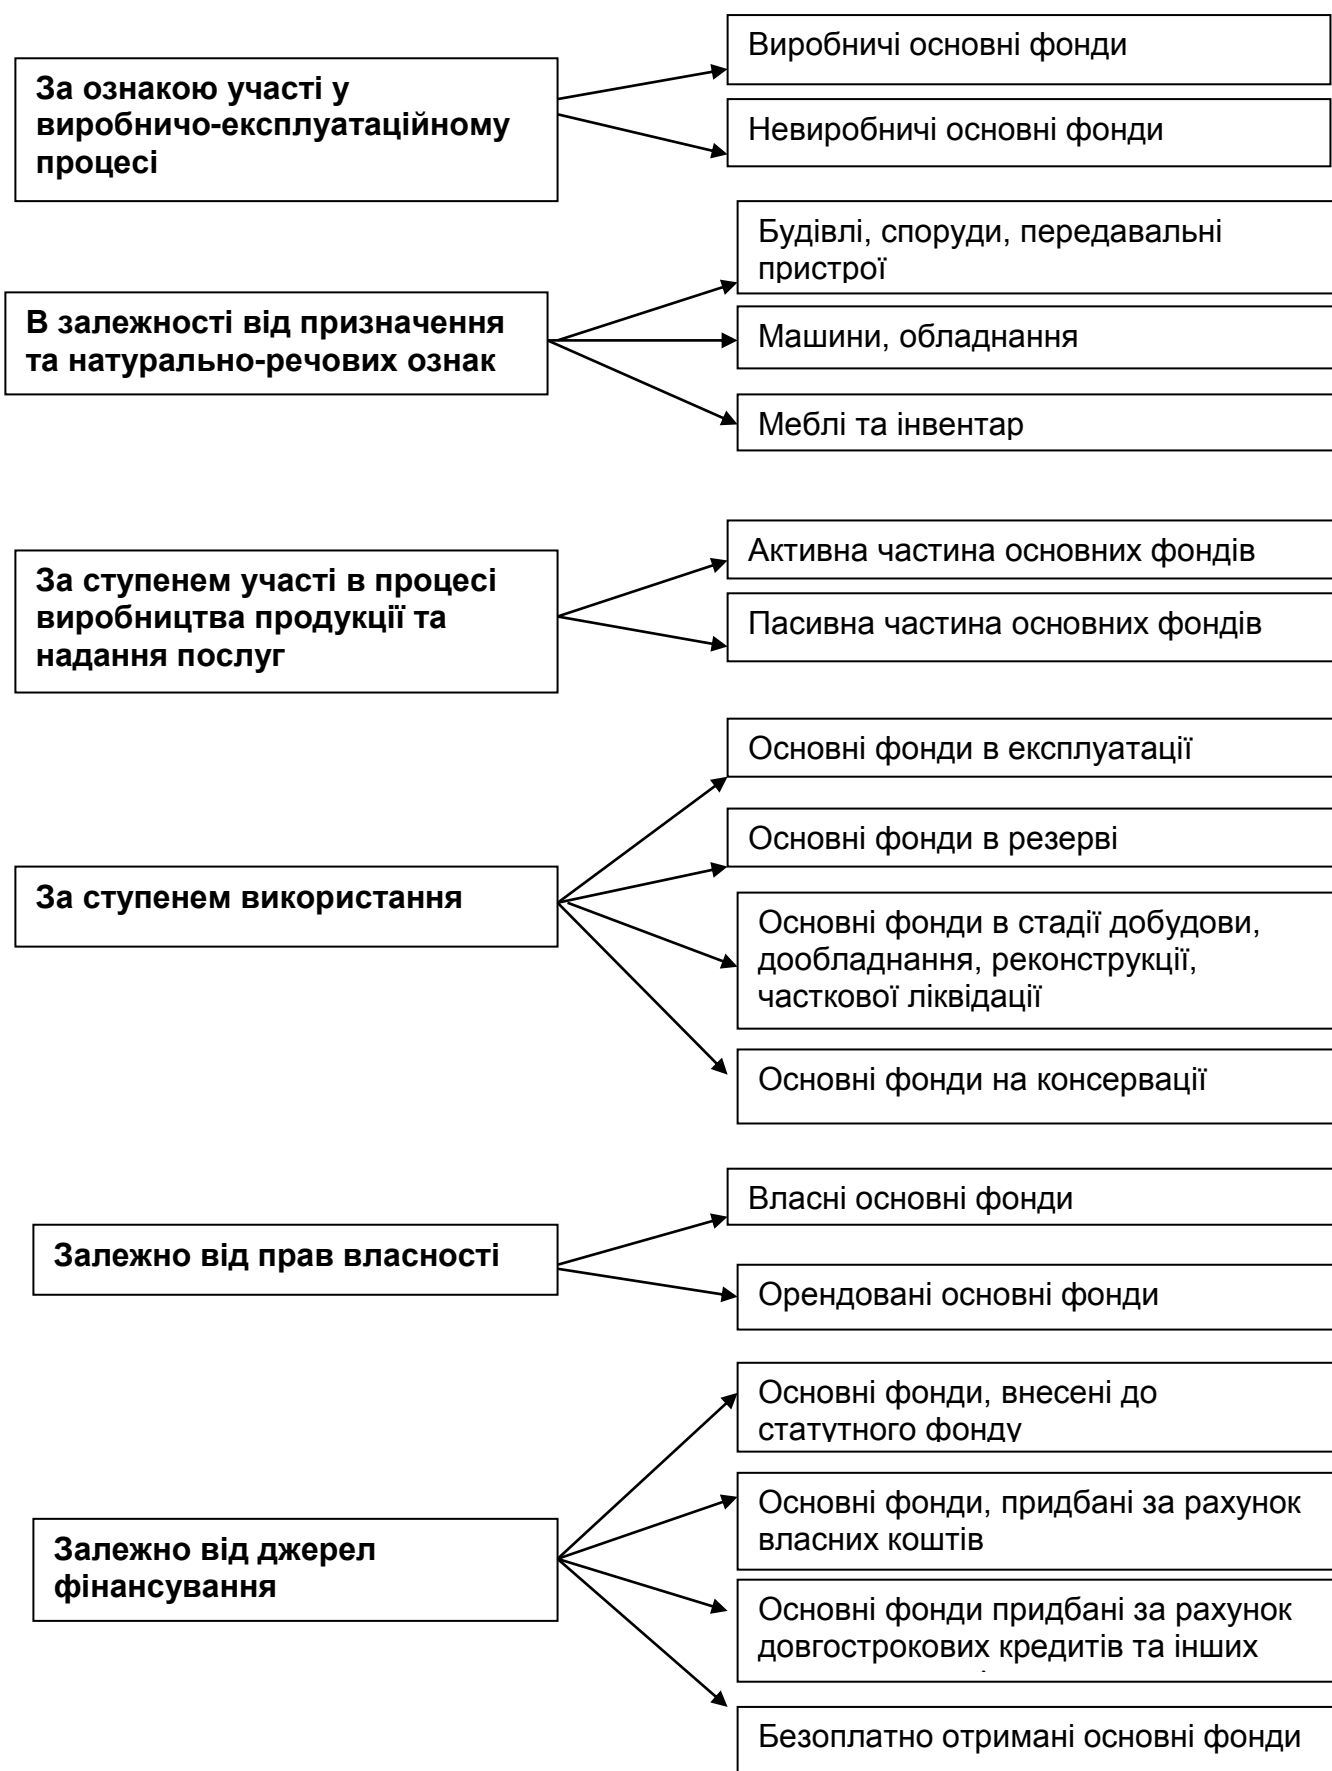 За ознакою участі у
виробничо-експлуатаційному
процесі
Виробничі основні фонди
Невиробничі основні фонди
В залежності від призначення
та натурально-речових ознак
Будівлі, споруди, передавальні
пристрої
Машини, обладнання
Меблі та інвентар
За ступенем участі в процесі
виробництва продукції та
надання послуг
Активна частина основних фондів
Пасивна частина основних фондів
За ступенем використання
Основні фонди в експлуатації
Основні фонди в резерві
Основні фонди в стадії добудови,
дообладнання, реконструкції,
часткової ліквідації
Основні фонди на консервації
Залежно від прав власності
Власні основні фонди
Орендовані основні фонди
Залежно від джерел
фінансування
Основні фонди, внесені до
статутного фонду
Основні фонди, придбані за рахунок
власних коштів
Основні фонди придбані за рахунок
довгострокових кредитів та інших
Безоплатно отримані основні фонди